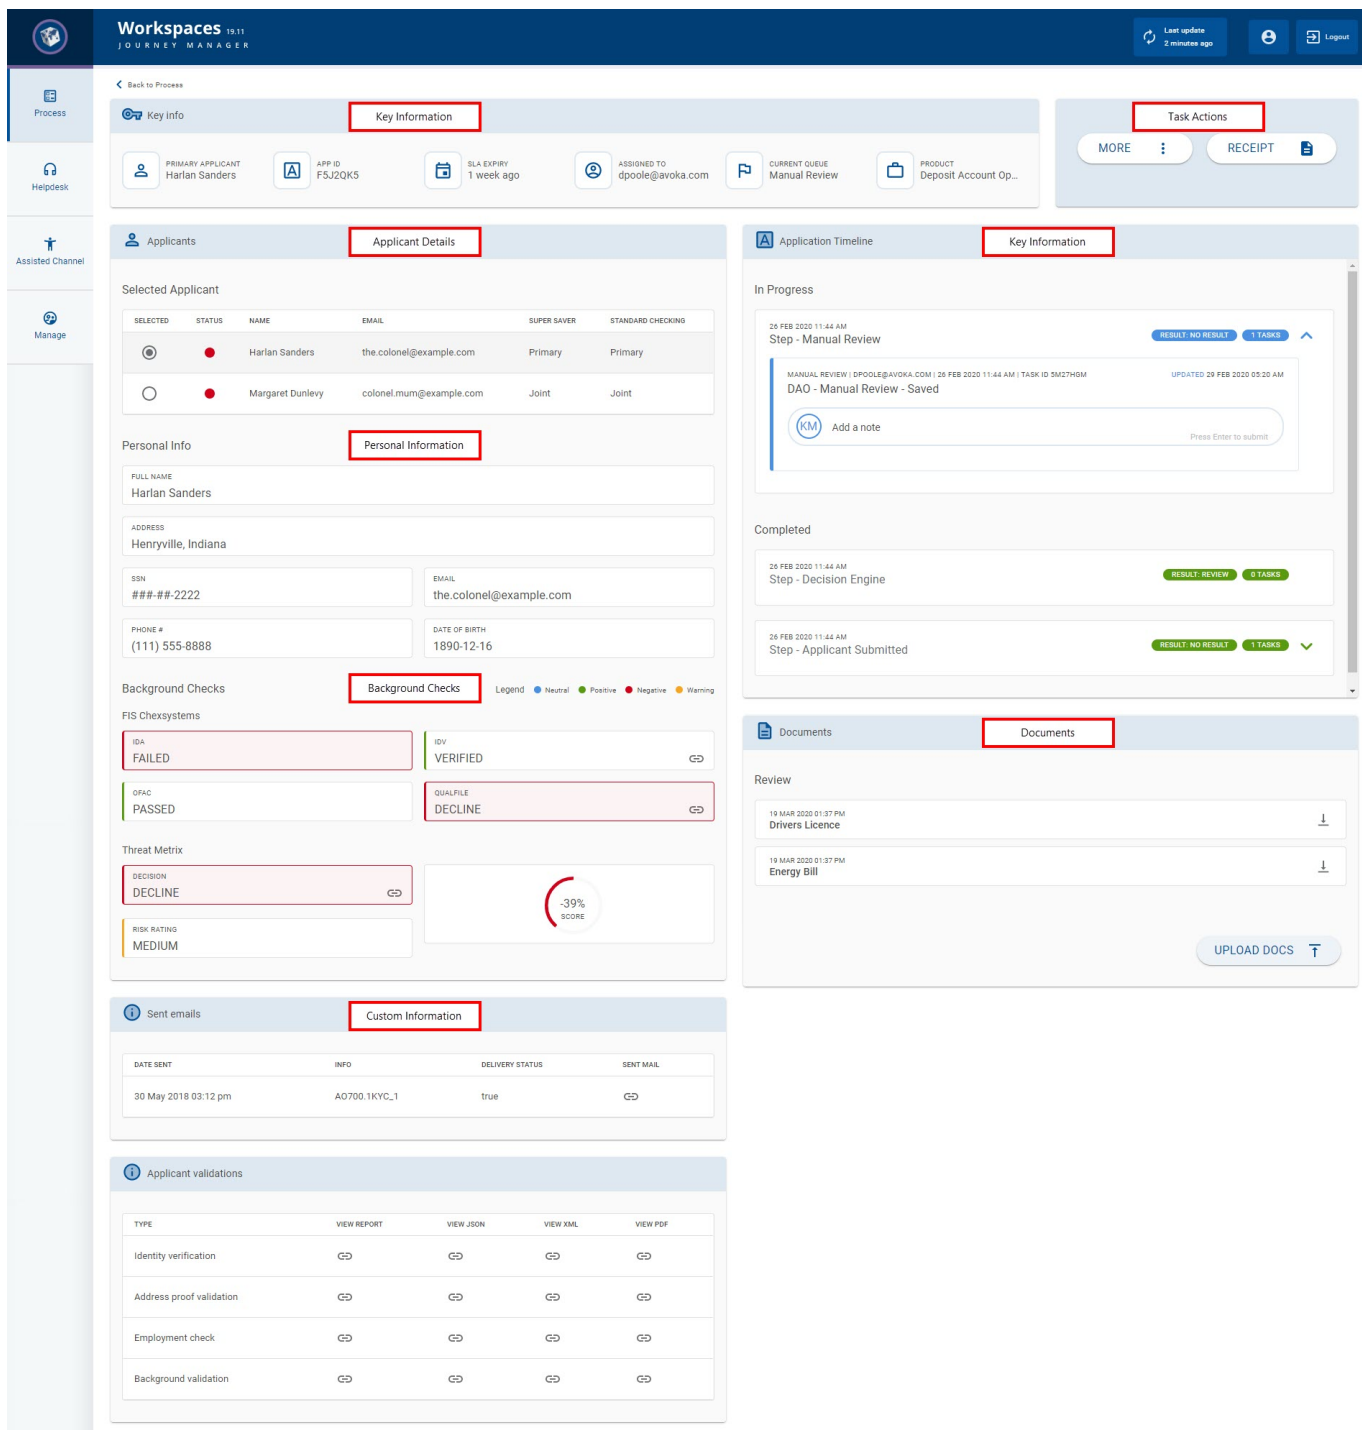 Workspaces 19.11
JOURNEY MANAGER
Last update
2 minutes ago
Logout
Process
Helpdesk
Assisted Channel
Manage
Back to Process
Key info
Key Information
PRIMARY APPLICANT
Harlan Sanders
APP ID
F5J2QK5
SLA EXPIRY
1 week ago
ASSIGNED TO
dpoole@avoka.com
CURRENT QUEUE
Manual Review
PRODUCT
Deposit Account Op...
Task Actions
MORE
RECEIPT
Applicants
Applicant Details
Selected Applicant
SELECTED STATUS NAME EMAIL SUPER SAVER STANDARD CHECKING
Harlan Sanders the.colonel@example.com Primary Primary
Margaret Dunlevy colonel.mum@example.com Joint Joint
Personal Info
Personal Information
FULL NAME
Harlan Sanders
ADDRESS
Henryville, Indiana
SSN
###-##-2222
EMAIL
the.colonel@example.com
PHONE #
(111) 555-8888
DATE OF BIRTH
1890-12-16
Background Checks
Background Checks
Legend Neutral Positive Negative Warning
FIS Chexsystems
IDA
FAILED
IDV
VERIFIED
OFAC
PASSED
QUALFILE
DECLINE
Threat Metrix
DECISION
DECLINE
-39%
SCORE
RISK RATING
MEDIUM
Sent emails
Custom Information
DATE SENT INFO DELIVERY STATUS SENT MAIL
30 May 2018 03:12 pm AO700.1KYC_1 true
Applicant validations
TYPE VIEW REPORT VIEW JSON VIEW XML VIEW PDF
Identity verification
Address proof validation
Employment check
Background validation
Application Timeline
Key Information
In Progress
26 FEB 2020 11:44 AM
Step - Manual Review
RESULT: NO RESULT 1 TASKS
MANUAL REVIEW | DPOOLE@AVOKA.COM | 26 FEB 2020 11:44 AM | TASK ID 5M27HGM
UPDATED 29 FEB 2020 05:20 AM
DAO - Manual Review - Saved
KM Add a note
Press Enter to submit
Completed
26 FEB 2020 11:44 AM
Step - Decision Engine
RESULT: REVIEW 0 TASKS
26 FEB 2020 11:44 AM
Step - Applicant Submitted
RESULT: NO RESULT 1 TASKS
Documents
Documents
Review
19 MAR 2020 01:37 PM
Drivers Licence
19 MAR 2020 01:37 PM
Energy Bill
UPLOAD DOCS